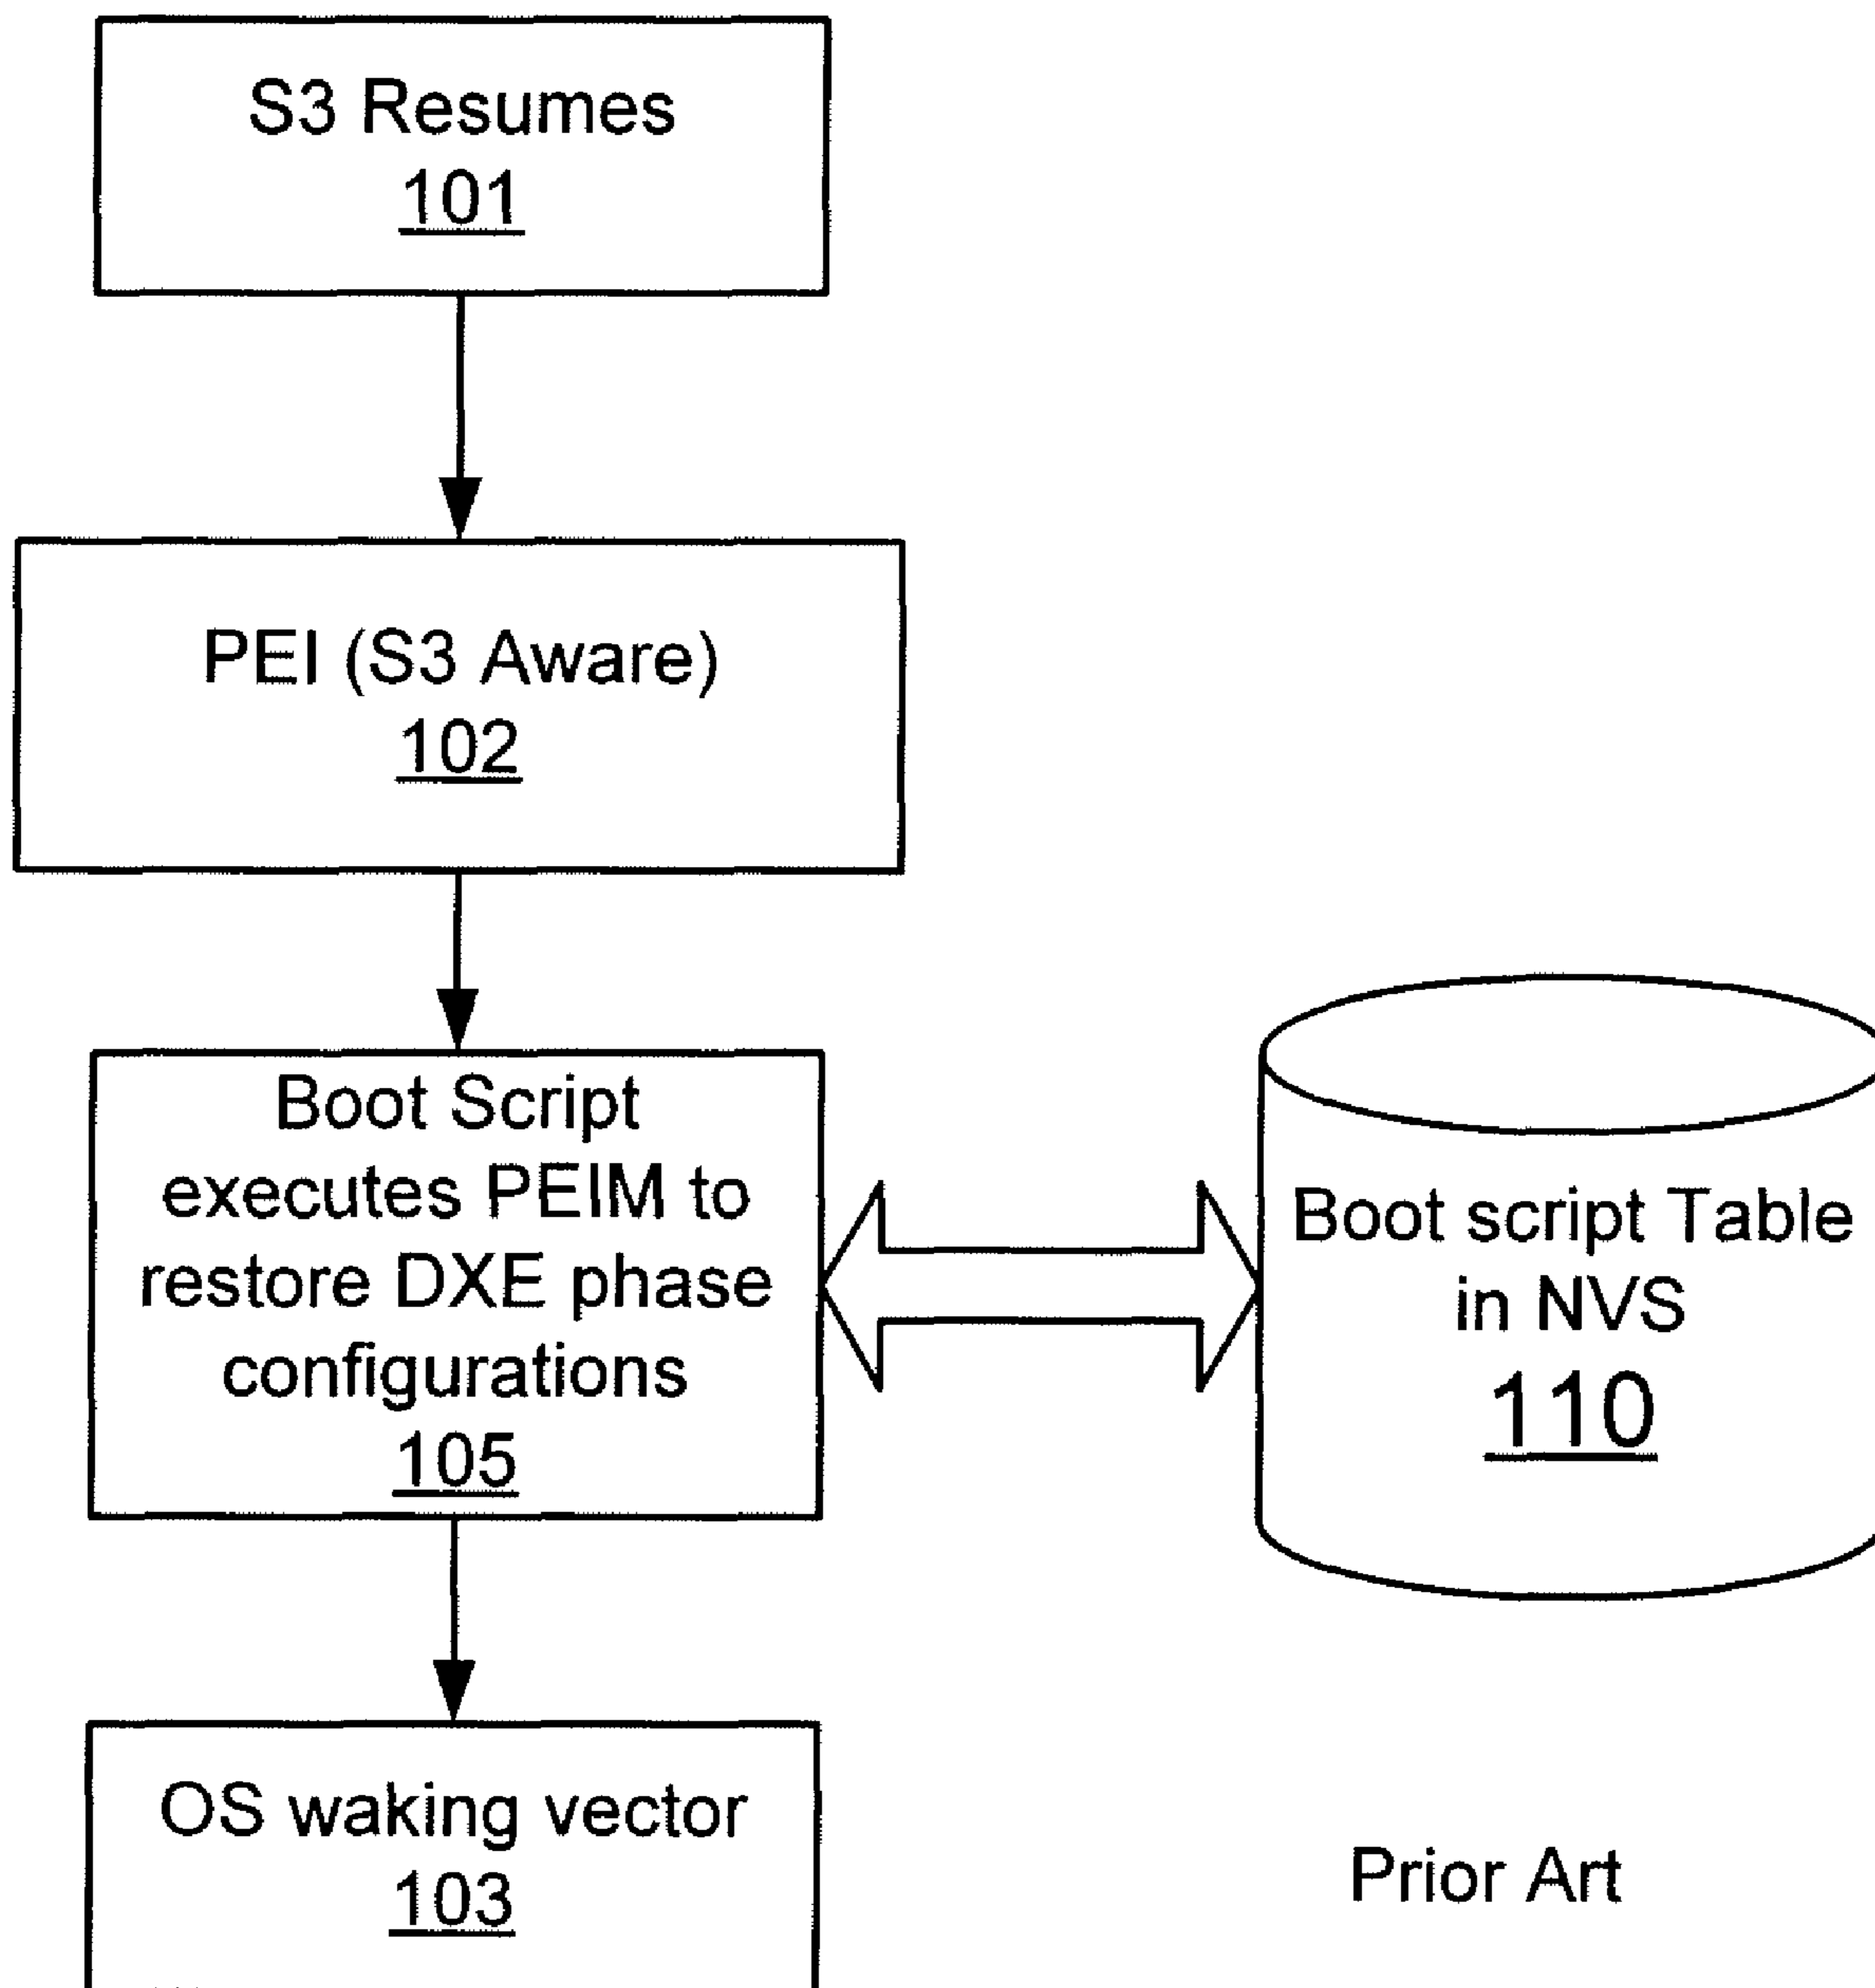 S3 Resumes
101
PEI (S3 Aware)
102
Boot Script
executes PEIM to
restore DXE phase
configurations
105
Boot script Table
in NVS
110
OS waking vector
103
Prior Art